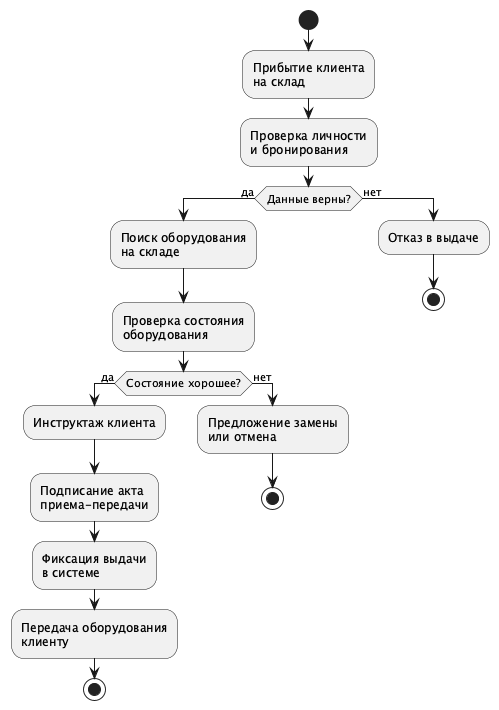 Прибытие клиента
на склад
Проверка личности
и бронирования
да
Данные верны?
нет
Поиск оборудования
на складе
Отказ в выдаче
Проверка состояния
оборудования
да
Состояние хорошее?
нет
Инструктаж клиента
Предложение замены
или отмена
Подписание акта
приема-передачи
Фиксация выдачи
в системе
Передача оборудования
клиенту